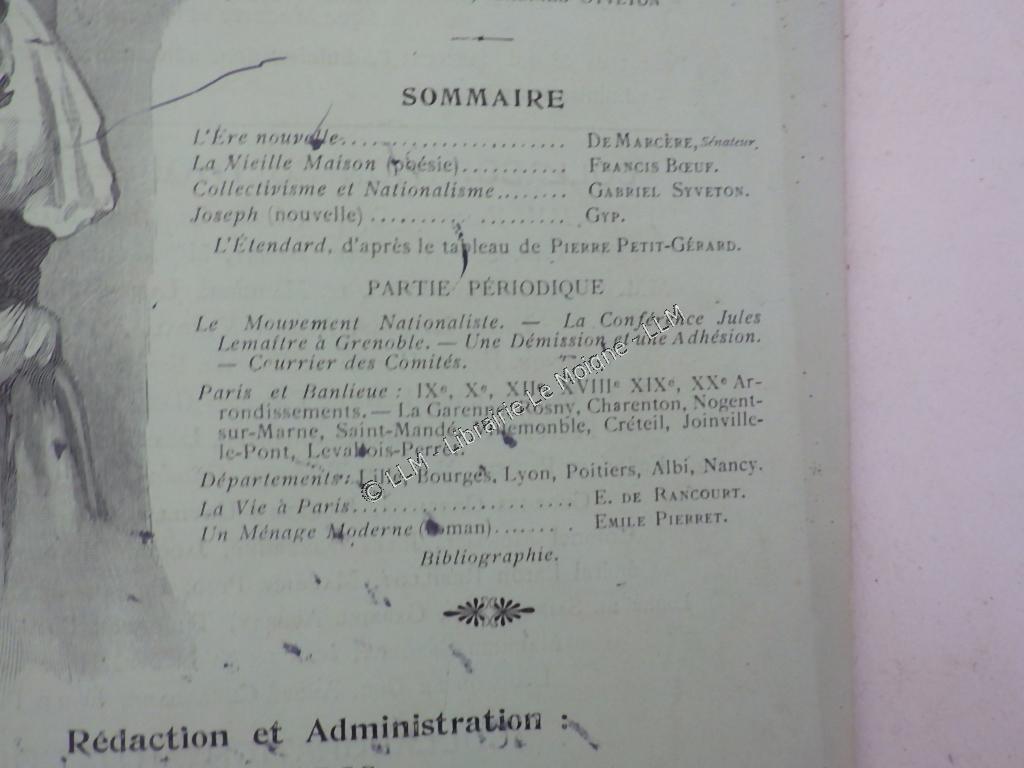 SYVETON
SOMMAIRE
L'Ère nouvelle. DE MARCÈRE, Sénateur.
La Vieille Maison (poésie). FRANCIS BŒUF.
Collectivisme et Nationalisme. GABRIEL SYVETON.
Joseph (nouvelle) GYP.
L'Étendard, d'après le tableau de PIERRE PETIT-GÉRARD.
PARTIE PÉRIODIQUE
Le Mouvement Nationaliste. — La Conférence Jules
Lemaître à Grenoble. — Une Démission et une Adhésion.
— Courrier des Comités.
Paris et Banlieue : IXe, Xe, XIIe, XVIIIe XIXe, XXe Ar-
rondissements. — La Garenne, Rosny, Charenton, Nogent-
sur-Marne, Saint-Mandé, Villemonble, Créteil, Joinville-
le-Pont, Levallois-Perret.
Départements : Lille, Bourges, Lyon, Poitiers, Albi, Nancy.
La Vie à Paris. E. DE RANCOURT.
Un Ménage Moderne (roman). EMILE PIERRET.
Bibliographie.
Rédaction et Administration :
© LLM - Librairie Le Moigne - LLM